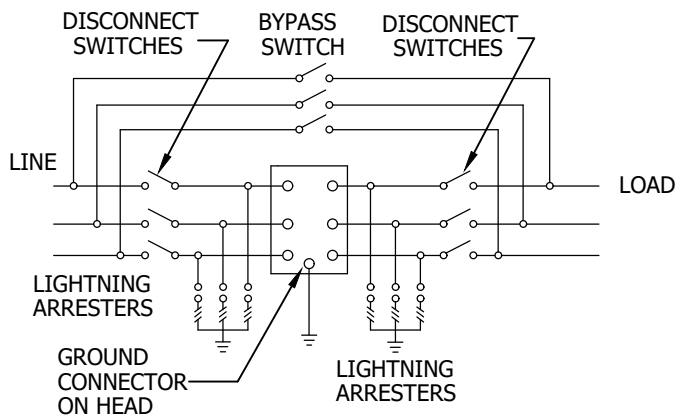 DISCONNECT
SWITCHES
BYPASS
SWITCH
DISCONNECT
SWITCHES
LINE
LOAD
LIGHTNING
ARRESTERS
GROUND
CONNECTOR
ON HEAD
LIGHTNING
ARRESTERS